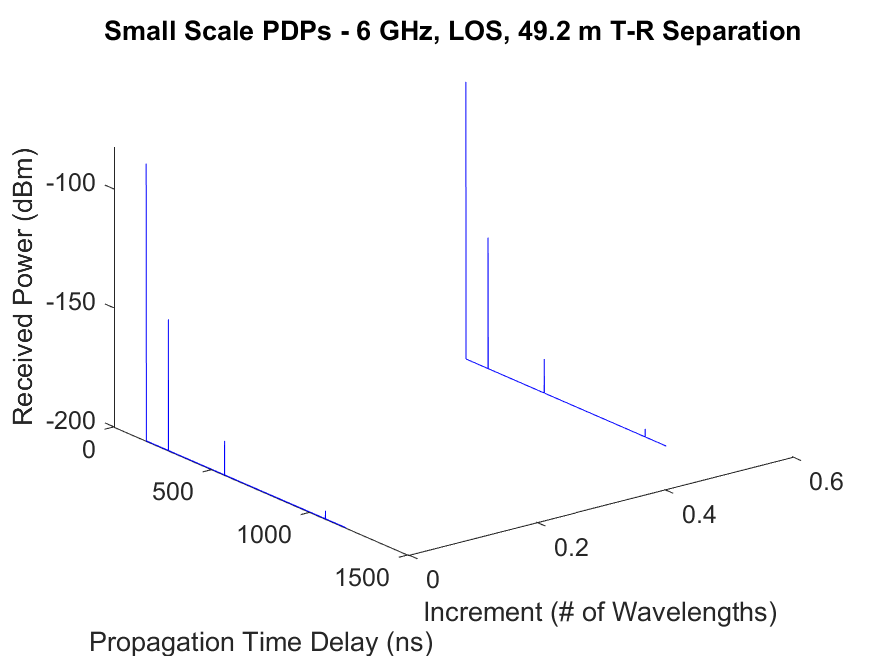 Small Scale PDPs - 6 GHz, LOS, 49.2 m T-R Separation
Received Power (dBm)
-100
-150
-200
0
500
1000
1500
Propagation Time Delay (ns)
0
0.2
0.4
0.6
Increment (# of Wavelengths)